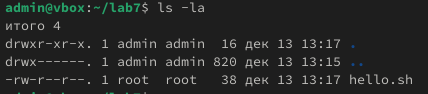 admin@vbox:~/lab7$ ls -la
итого 4
drwxr-xr-x. 1 admin admin  16 дек 13 13:17 .
drwx------. 1 admin admin 820 дек 13 13:15 ..
-rw-r--r--. 1 root  root   38 дек 13 13:17 hello.sh